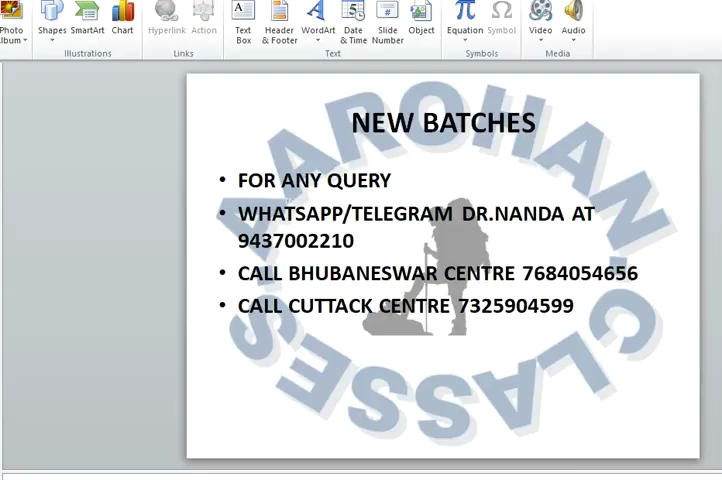 Photo
Album
Shapes
SmartArt
Chart
Illustrations
Hyperlink
Action
Links
Text
Box
Header
& Footer
WordArt
Date
& Time
Slide
Number
Object
Text
Equation
Symbol
Symbols
Video
Audio
Media
AAROHAN
CLASSES
NEW BATCHES
• FOR ANY QUERY
• WHATSAPP/TELEGRAM DR.NANDA AT
9437002210
• CALL BHUBANESWAR CENTRE 7684054656
• CALL CUTTACK CENTRE 7325904599